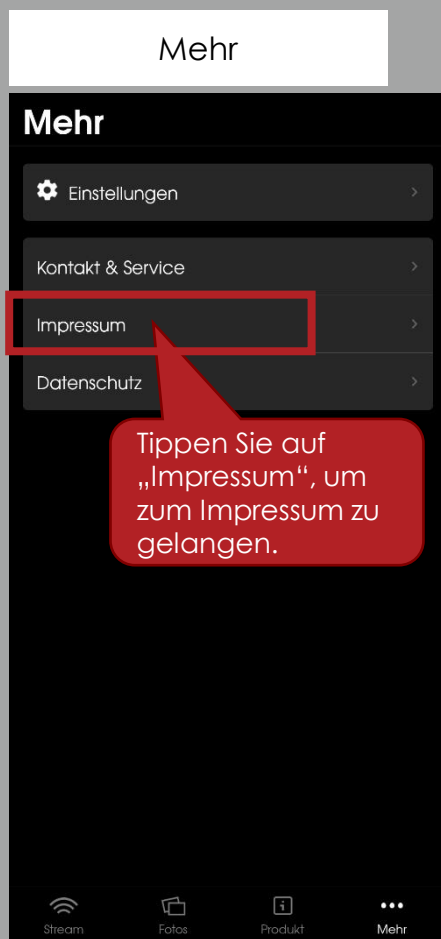 Mehr
Mehr
Einstellungen
Kontakt & Service
Impressum
Datenschutz
Tippen Sie auf
„Impressum“, um
zum Impressum zu
gelangen.
Stream Fotos Produkt Mehr